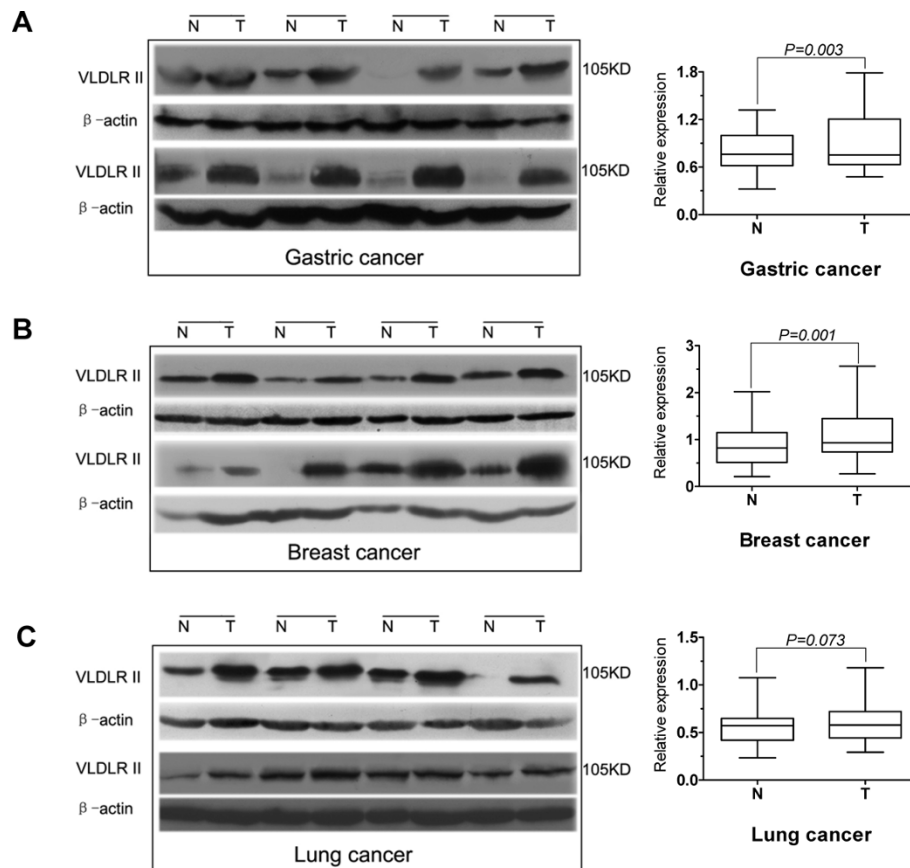 A
N T N T N T N T
VLDLR II
105KD
β-actin
VLDLR II
105KD
β-actin
Gastric cancer
P=0.003
Relative expression
1.8
1.2
0.6
0.0
N T
Gastric cancer
B
N T N T N T N T
VLDLR II
105KD
β-actin
VLDLR II
105KD
β-actin
Breast cancer
P=0.001
Relative expression
3
2
1
0
N T
Breast cancer
C
N T N T N T N T
VLDLR II
105KD
β-actin
VLDLR II
105KD
β-actin
Lung cancer
P=0.073
Relative expression
1.5
1.0
0.5
0.0
N T
Lung cancer